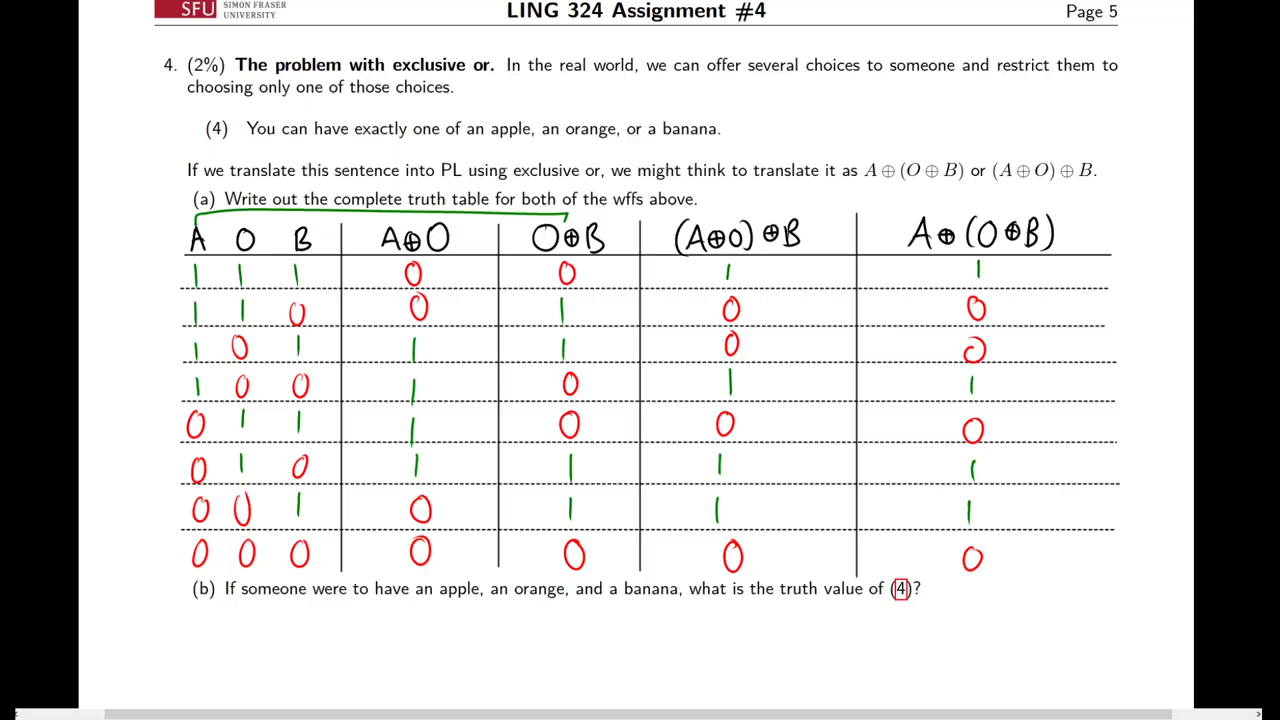 SFU SIMON FRASER
UNIVERSITY
LING 324 Assignment #4
Page 5
4. (2%) The problem with exclusive or. In the real world, we can offer several choices to someone and restrict them to
choosing only one of those choices.
(4) You can have exactly one of an apple, an orange, or a banana.
If we translate this sentence into PL using exclusive or, we might think to translate it as A ⊕ (O ⊕ B) or (A ⊕ O) ⊕ B.
(a) Write out the complete truth table for both of the wffs above.
A O B A⊕O O⊕B (A⊕O)⊕B A⊕(O⊕B)
1 1 1 0 0 1 1
1 1 0 0 1 0 0
1 0 1 1 1 0 0
1 0 0 1 0 1 1
0 1 1 1 0 0 0
0 1 0 1 1 1 1
0 0 1 0 1 1 1
0 0 0 0 0 0 0
(b) If someone were to have an apple, an orange, and a banana, what is the truth value of (4)?